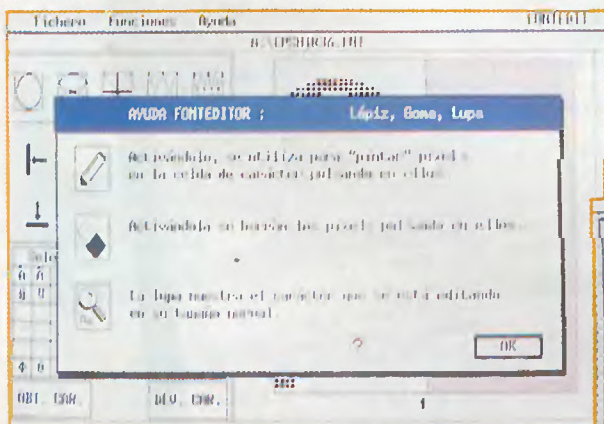 Fichero Funciones Ayuda
AYUDA FONTEDITOR : Lápiz, Goma, Lupa
Activándolo, se utiliza para "pintar" pixels
en la celda de carácter pulsando en ellos.
Activándola se borran los pixels pulsando en ellos.
La lupa muestra el carácter que se está editando
en su tamaño normal.
?
OK
OBT. CAR. DEV. CAR. 1